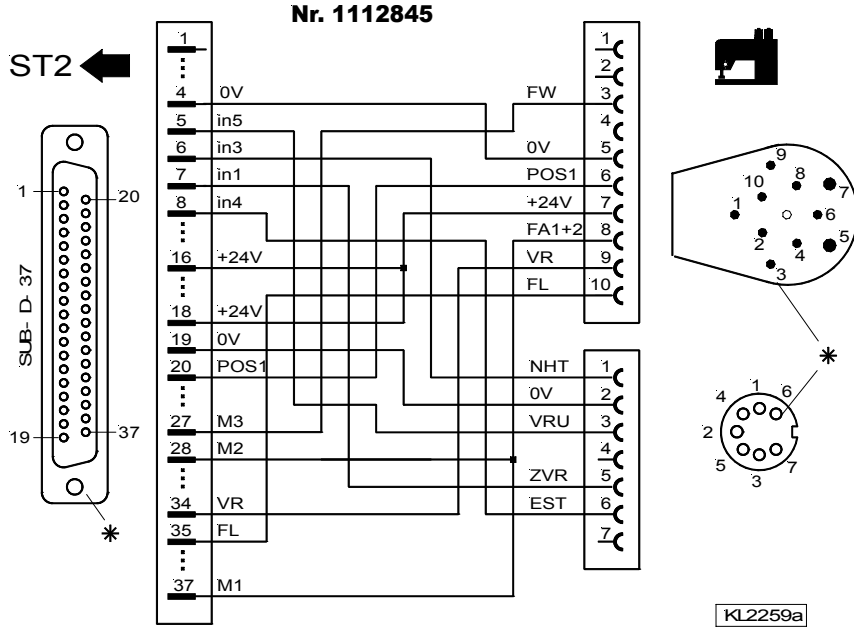 Nr. 1112845
ST2
1
4 0V
5 in5
6 in3
7 in1
8 in4
16 +24V
18 +24V
19 0V
20 POS1
27 M3
28 M2
34 VR
35 FL
37 M1
1
2
FW 3
4
0V 5
POS1 6
+24V 7
FA1+2 8
VR 9
FL 10
NHT 1
0V 2
VRU 3
4
ZVR 5
EST 6
7
1
20
SUB-D-37
19
37
*
9
8
7
10
1
6
2
4
5
3
*
1
4 6
2
5 7
3
KL2259a